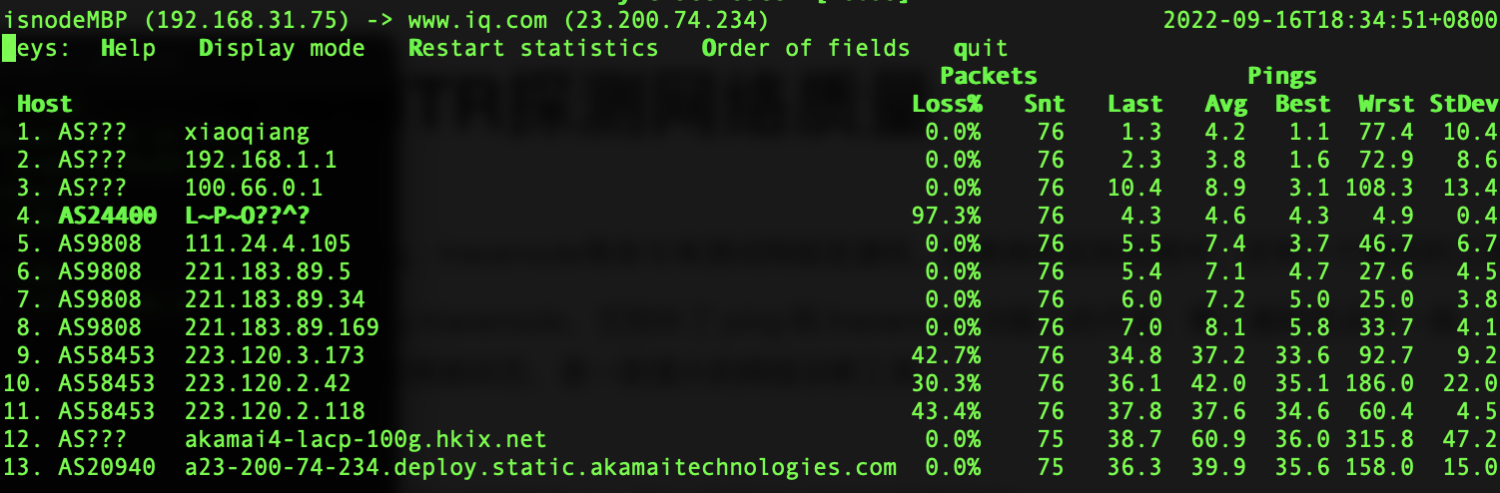 isnodeMBP (192.168.31.75) -> www.iq.com (23.200.74.234) 2022-09-16T18:34:51+0800
eys: Help Display mode Restart statistics Order of fields quit
Packets Pings
Host Loss% Snt Last Avg Best Wrst StDev
1. AS??? xiaoqiang 0.0% 76 1.3 4.2 1.1 77.4 10.4
2. AS??? 192.168.1.1 0.0% 76 2.3 3.8 1.6 72.9 8.6
3. AS??? 100.66.0.1 0.0% 76 10.4 8.9 3.1 108.3 13.4
4. AS24400 L~P~O??^? 97.3% 76 4.3 4.6 4.3 4.9 0.4
5. AS9808 111.24.4.105 0.0% 76 5.5 7.4 3.7 46.7 6.7
6. AS9808 221.183.89.5 0.0% 76 5.4 7.1 4.7 27.6 4.5
7. AS9808 221.183.89.34 0.0% 76 6.0 7.2 5.0 25.0 3.8
8. AS9808 221.183.89.169 0.0% 76 7.0 8.1 5.8 33.7 4.1
9. AS58453 223.120.3.173 42.7% 76 34.8 37.2 33.6 92.7 9.2
10. AS58453 223.120.2.42 30.3% 76 36.1 42.0 35.1 186.0 22.0
11. AS58453 223.120.2.118 43.4% 76 37.8 37.6 34.6 60.4 4.5
12. AS??? akamai4-lacp-100g.hkix.net 0.0% 75 38.7 60.9 36.0 315.8 47.2
13. AS20940 a23-200-74-234.deploy.static.akamaitechnologies.com 0.0% 75 36.3 39.9 35.6 158.0 15.0